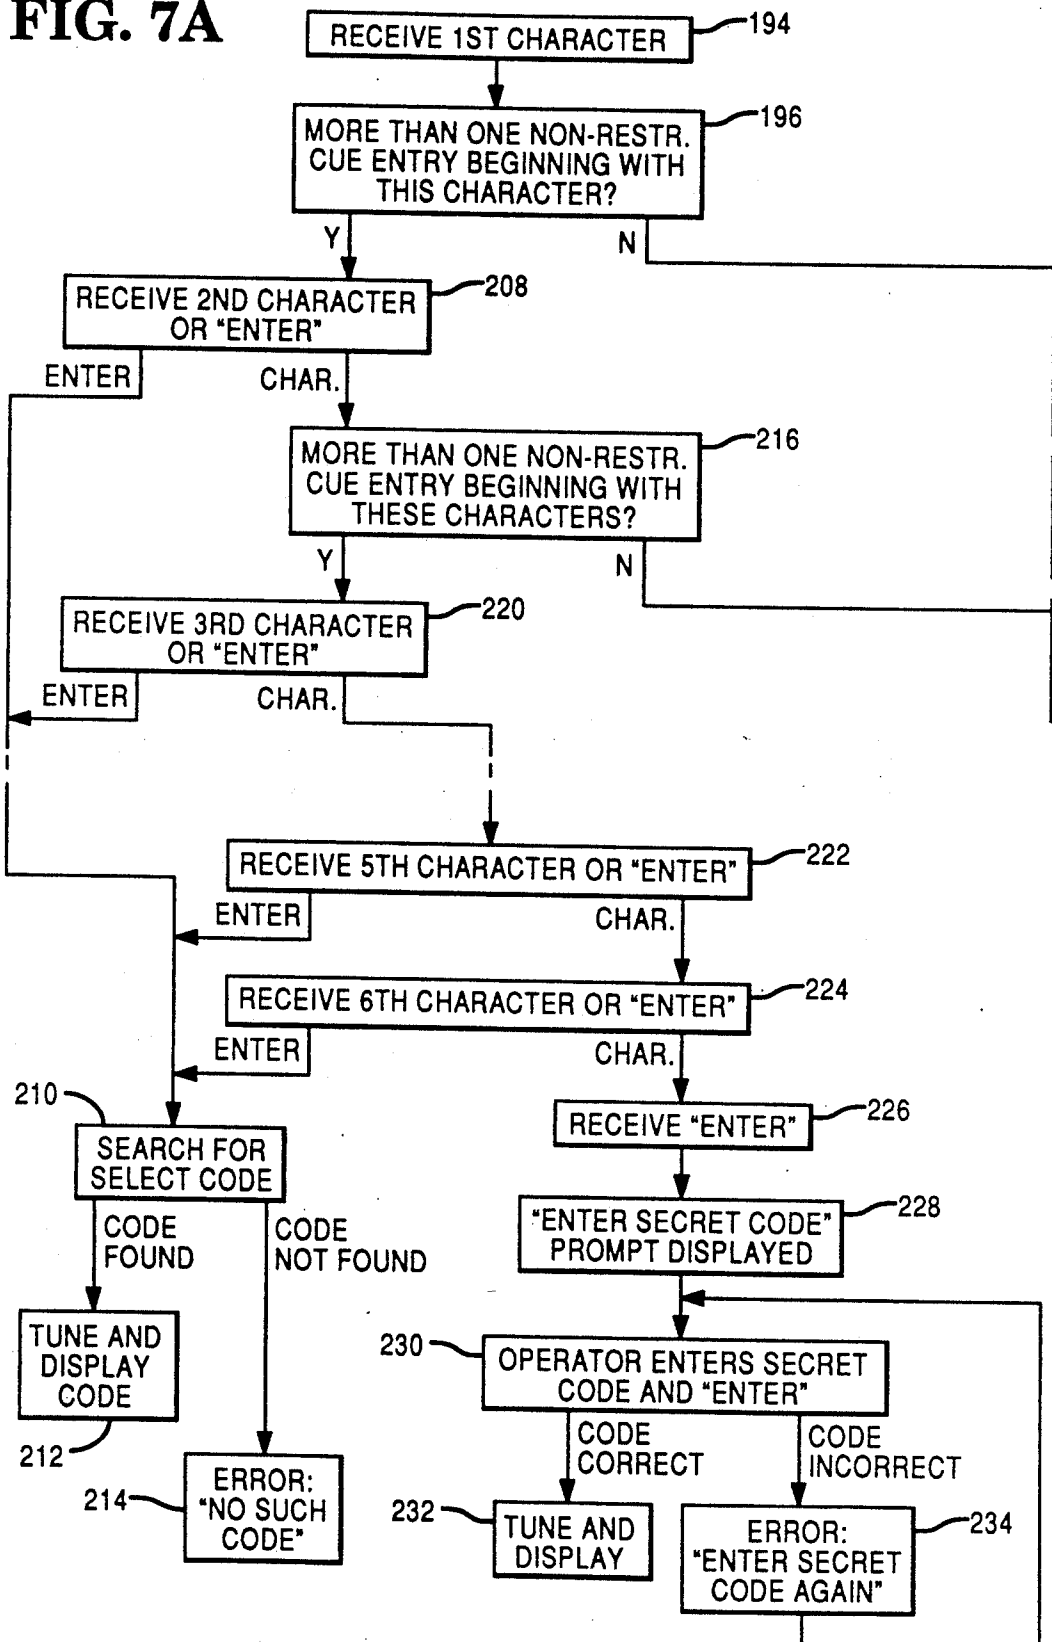 FIG. 7A
RECEIVE 1ST CHARACTER
194
MORE THAN ONE NON-RESTR.
CUE ENTRY BEGINNING WITH
THIS CHARACTER?
196
Y
N
RECEIVE 2ND CHARACTER
OR "ENTER"
208
ENTER
CHAR.
MORE THAN ONE NON-RESTR.
CUE ENTRY BEGINNING WITH
THESE CHARACTERS?
216
Y
N
RECEIVE 3RD CHARACTER
OR "ENTER"
220
ENTER
CHAR.
RECEIVE 5TH CHARACTER OR "ENTER"
222
ENTER
CHAR.
RECEIVE 6TH CHARACTER OR "ENTER"
224
ENTER
CHAR.
210
SEARCH FOR
SELECT CODE
RECEIVE "ENTER"
226
CODE
FOUND
CODE
NOT FOUND
"ENTER SECRET CODE"
PROMPT DISPLAYED
228
TUNE AND
DISPLAY
CODE
212
230
OPERATOR ENTERS SECRET
CODE AND "ENTER"
CODE
CORRECT
CODE
INCORRECT
214
ERROR:
"NO SUCH
CODE"
232
TUNE AND
DISPLAY
ERROR:
"ENTER SECRET
CODE AGAIN"
234